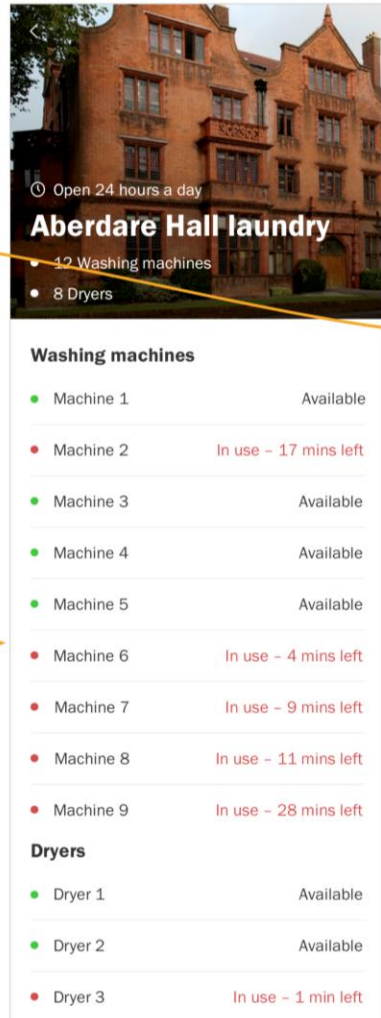 Open 24 hours a day
Aberdare Hall laundry
12 Washing machines
8 Dryers
Washing machines
Machine 1 Available
Machine 2 In use – 17 mins left
Machine 3 Available
Machine 4 Available
Machine 5 Available
Machine 6 In use – 4 mins left
Machine 7 In use – 9 mins left
Machine 8 In use – 11 mins left
Machine 9 In use – 28 mins left
Dryers
Dryer 1 Available
Dryer 2 Available
Dryer 3 In use – 1 min left